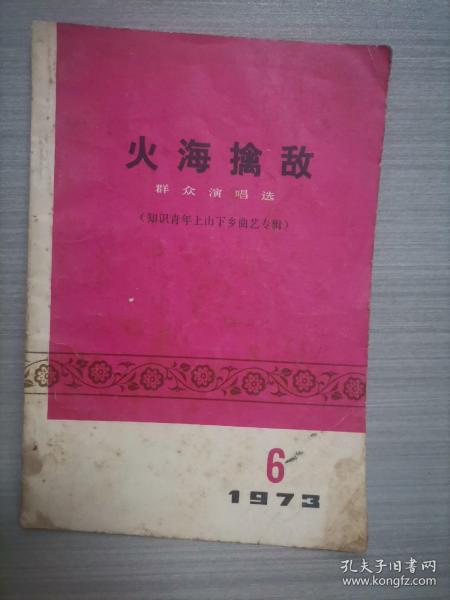 火海擒敌
群众演唱选
（知识青年上山下乡曲艺专辑）
6
1973
孔夫子旧书网
www.kongfz.com